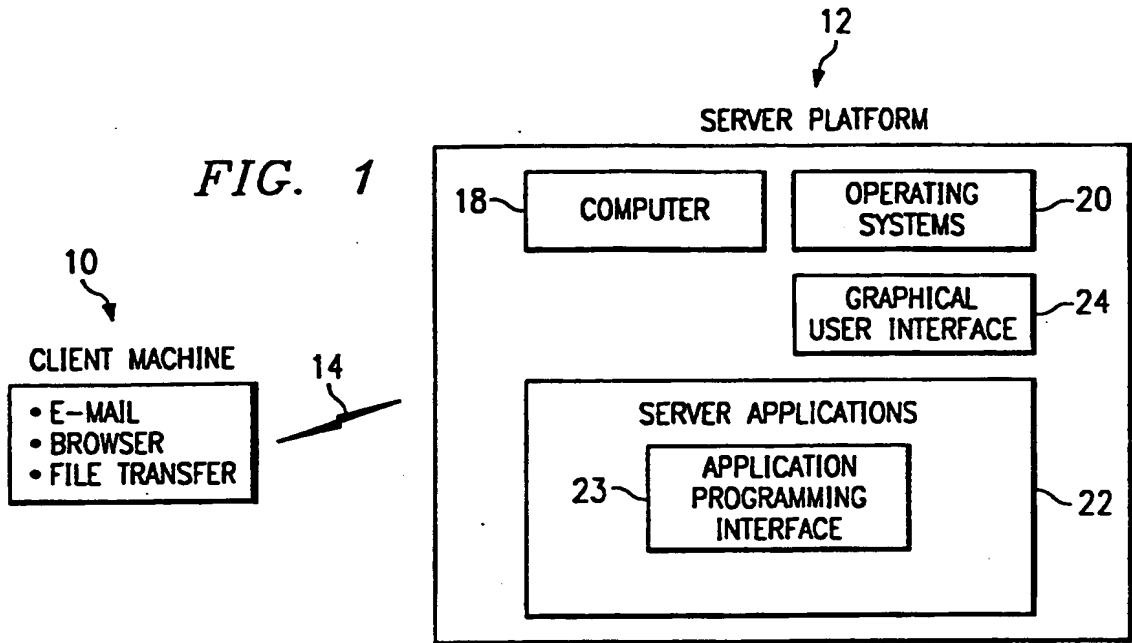 12
SERVER PLATFORM
FIG. 1
18
COMPUTER
OPERATING
SYSTEMS
20
10
GRAPHICAL
USER INTERFACE
24
CLIENT MACHINE
14
• E-MAIL
• BROWSER
• FILE TRANSFER
SERVER APPLICATIONS
23
APPLICATION
PROGRAMMING
INTERFACE
22